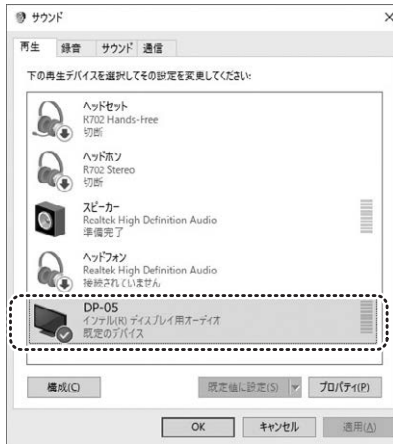 サウンド
再生 録音 サウンド 通信
下の再生デバイスを選択してその設定を変更してください:
ヘッドセット
R702 Hands-Free
切断
ヘッドホン
R702 Stereo
切断
スピーカー
Realtek High Definition Audio
準備完了
ヘッドフォン
Realtek High Definition Audio
接続されていません
DP-05
インテル(R) ディスプレイ用オーディオ
既定のデバイス
構成(C) 既定値に設定(S) プロパティ(P)
OK キャンセル 適用(A)